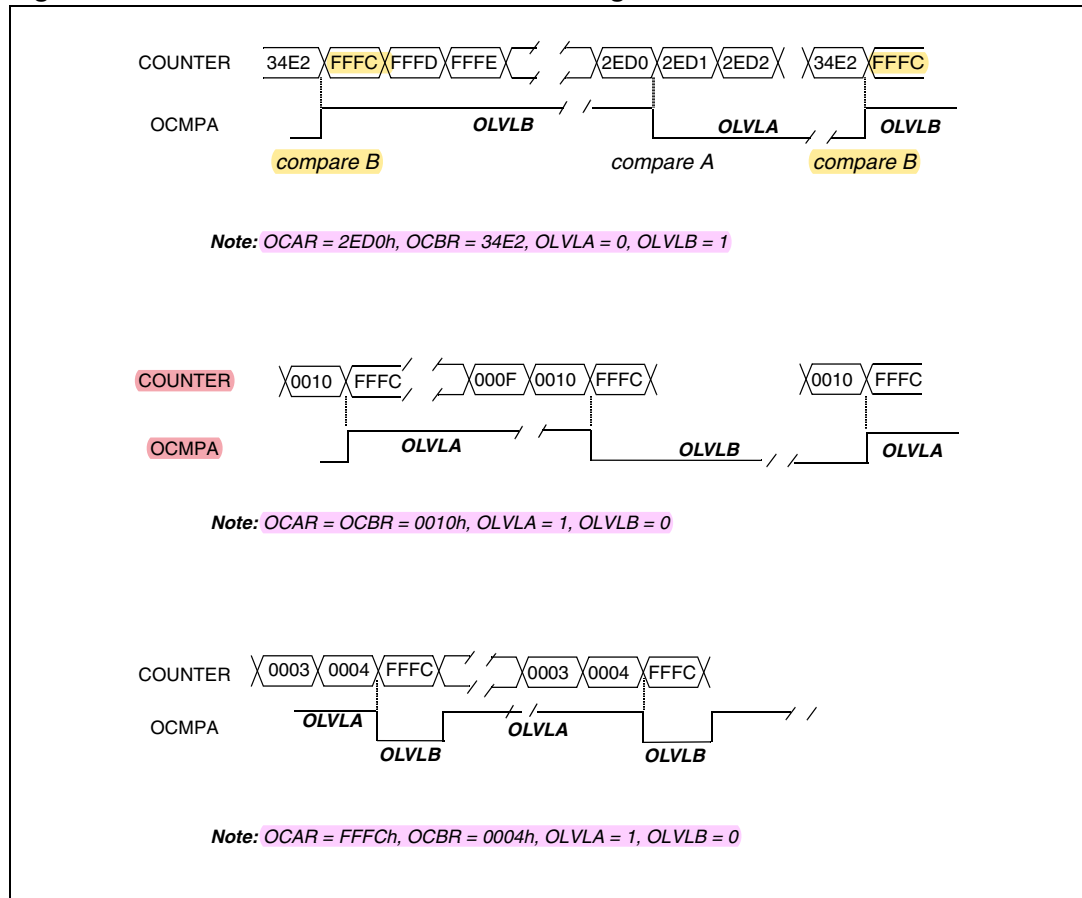 COUNTER 34E2 FFFC FFFD FFFE 2ED0 2ED1 2ED2 34E2 FFFC
OCMPA OLVLB OLVLA OLVLB
compare B compare A compare B
Note: OCAR = 2ED0h, OCBR = 34E2, OLVLA = 0, OLVLB = 1
COUNTER 0010 FFFC 000F 0010 FFFC 0010 FFFC
OCMPA OLVLA OLVLB OLVLA
Note: OCAR = OCBR = 0010h, OLVLA = 1, OLVLB = 0
COUNTER 0003 0004 FFFC 0003 0004 FFFC
OCMPA OLVLA OLVLA
OLVLB OLVLB
Note: OCAR = FFFCh, OCBR = 0004h, OLVLA = 1, OLVLB = 0